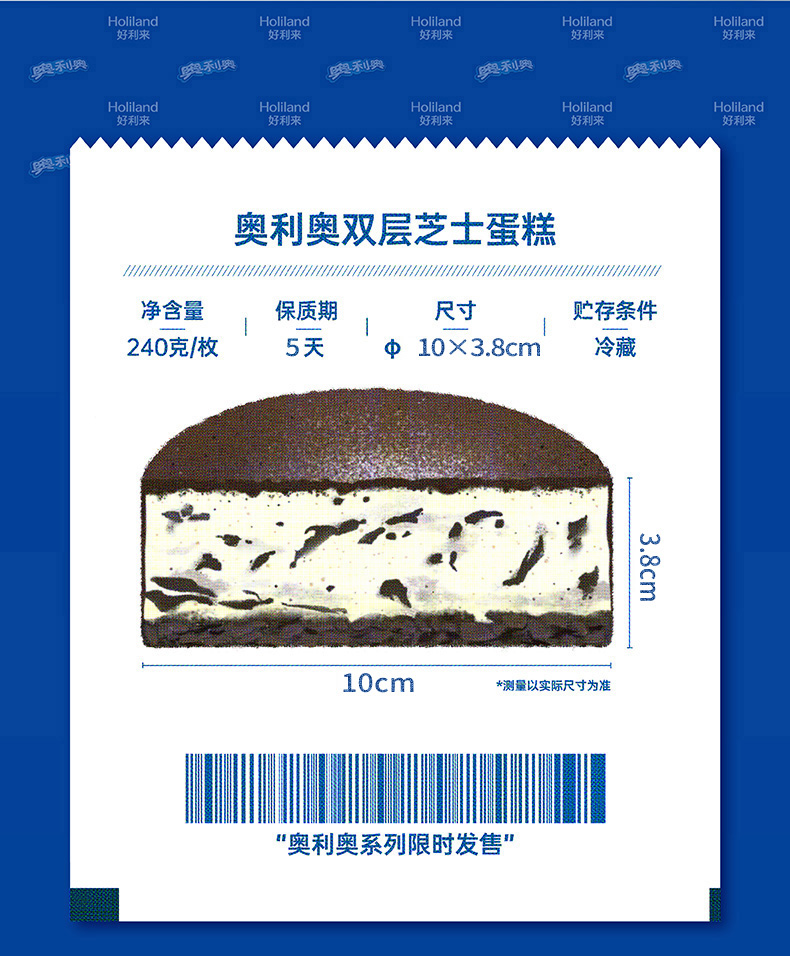 Holiland Holiland Holiland Holiland Holiland
好利来 好利来 好利来 好利来 好利来
奥利奥 奥利奥 奥利奥 奥利奥 奥利奥
Holiland Holiland Holiland Holiland Holiland
好利来 好利来 好利来 好利来 好利来
奥利
奥利奥双层芝士蛋糕
净含量 保质期 尺寸 贮存条件
240克/枚 5天 Φ 10×3.8cm 冷藏
3.8cm
10cm
*测量以实际尺寸为准
"奥利奥系列限时发售"